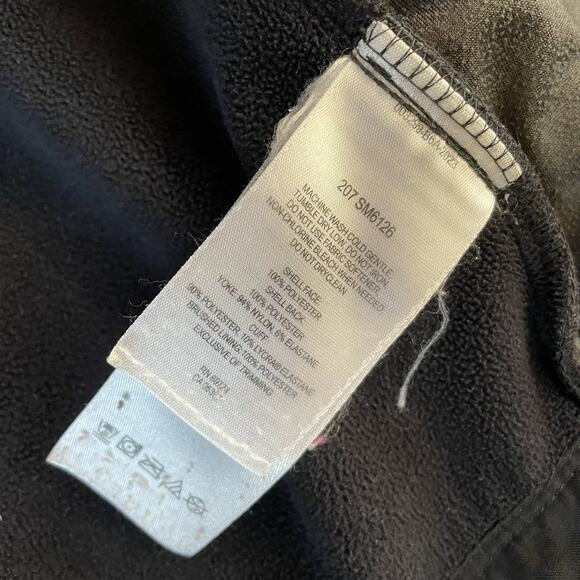 207 SM6126
MACHINE WASH COLD GENTLE
TUMBLE DRY LOW, DO NOT IRON
DO NOT USE FABRIC SOFTENER
NON-CHLORINE BLEACH WHEN NEEDED
DO NOT DRYCLEAN
SHELL FACE
100% POLYESTER
SHELL BACK
100% POLYESTER
YOKE: 94% NYLON, 6% ELASTANE
CUFF:
90% POLYESTER, 10% LYCRA® ELASTANE
BRUSHED LINING: 100% POLYESTER
EXCLUSIVE OF TRIMMING
RN 69724
CA